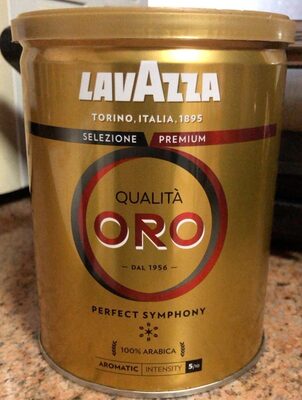 LAVAZZA
TORINO, ITALIA, 1895
SELEZIONE PREMIUM
QUALITÀ
ORO
DAL 1956
PERFECT SYMPHONY
100% ARABICA
AROMATIC INTENSITY 5/10